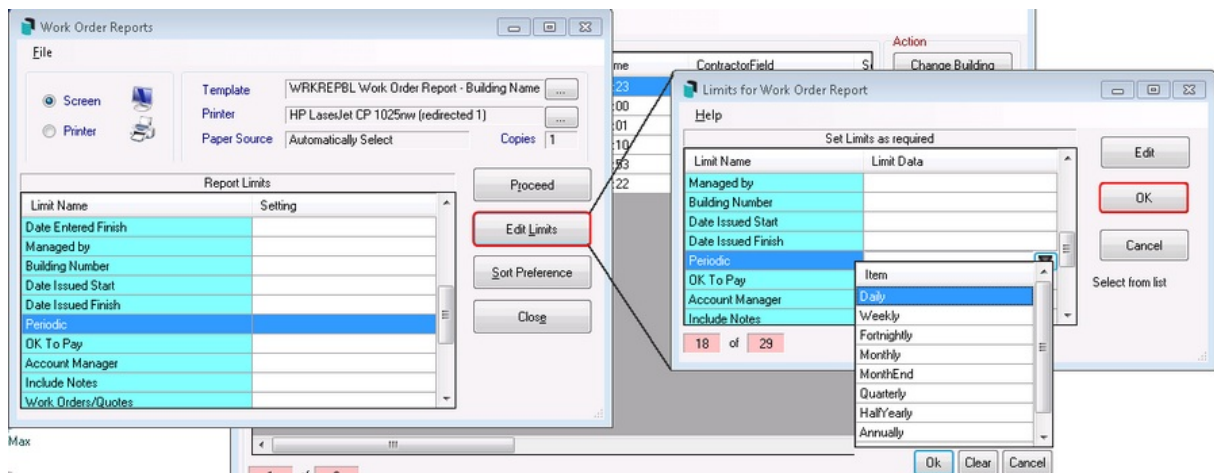 Work Order Reports
File
Screen
Printer
Template WRKREPBL Work Order Report - Building Name ...
Printer HP LaserJet CP 1025nw (redirected 1) ...
Paper Source Automatically Select Copies 1
Report Limits
Limit Name Setting
Date Entered Finish
Managed by
Building Number
Date Issued Start
Date Issued Finish
Periodic
OK To Pay
Account Manager
Include Notes
Work Orders/Quotes
Proceed
Edit Limits
Sort Preference
Close
Max
Action
ContractorField
Change Building
:23
:00
:01
:10
:53
:22
Limits for Work Order Report
Help
Set Limits as required
Limit Name Limit Data
Managed by
Building Number
Date Issued Start
Date Issued Finish
Periodic
OK To Pay
Account Manager
Include Notes
18 of 29
Edit
OK
Cancel
Select from list
Item
Daily
Weekly
Fortnightly
Monthly
MonthEnd
Quarterly
HalfYearly
Annually
Ok Clear Cancel